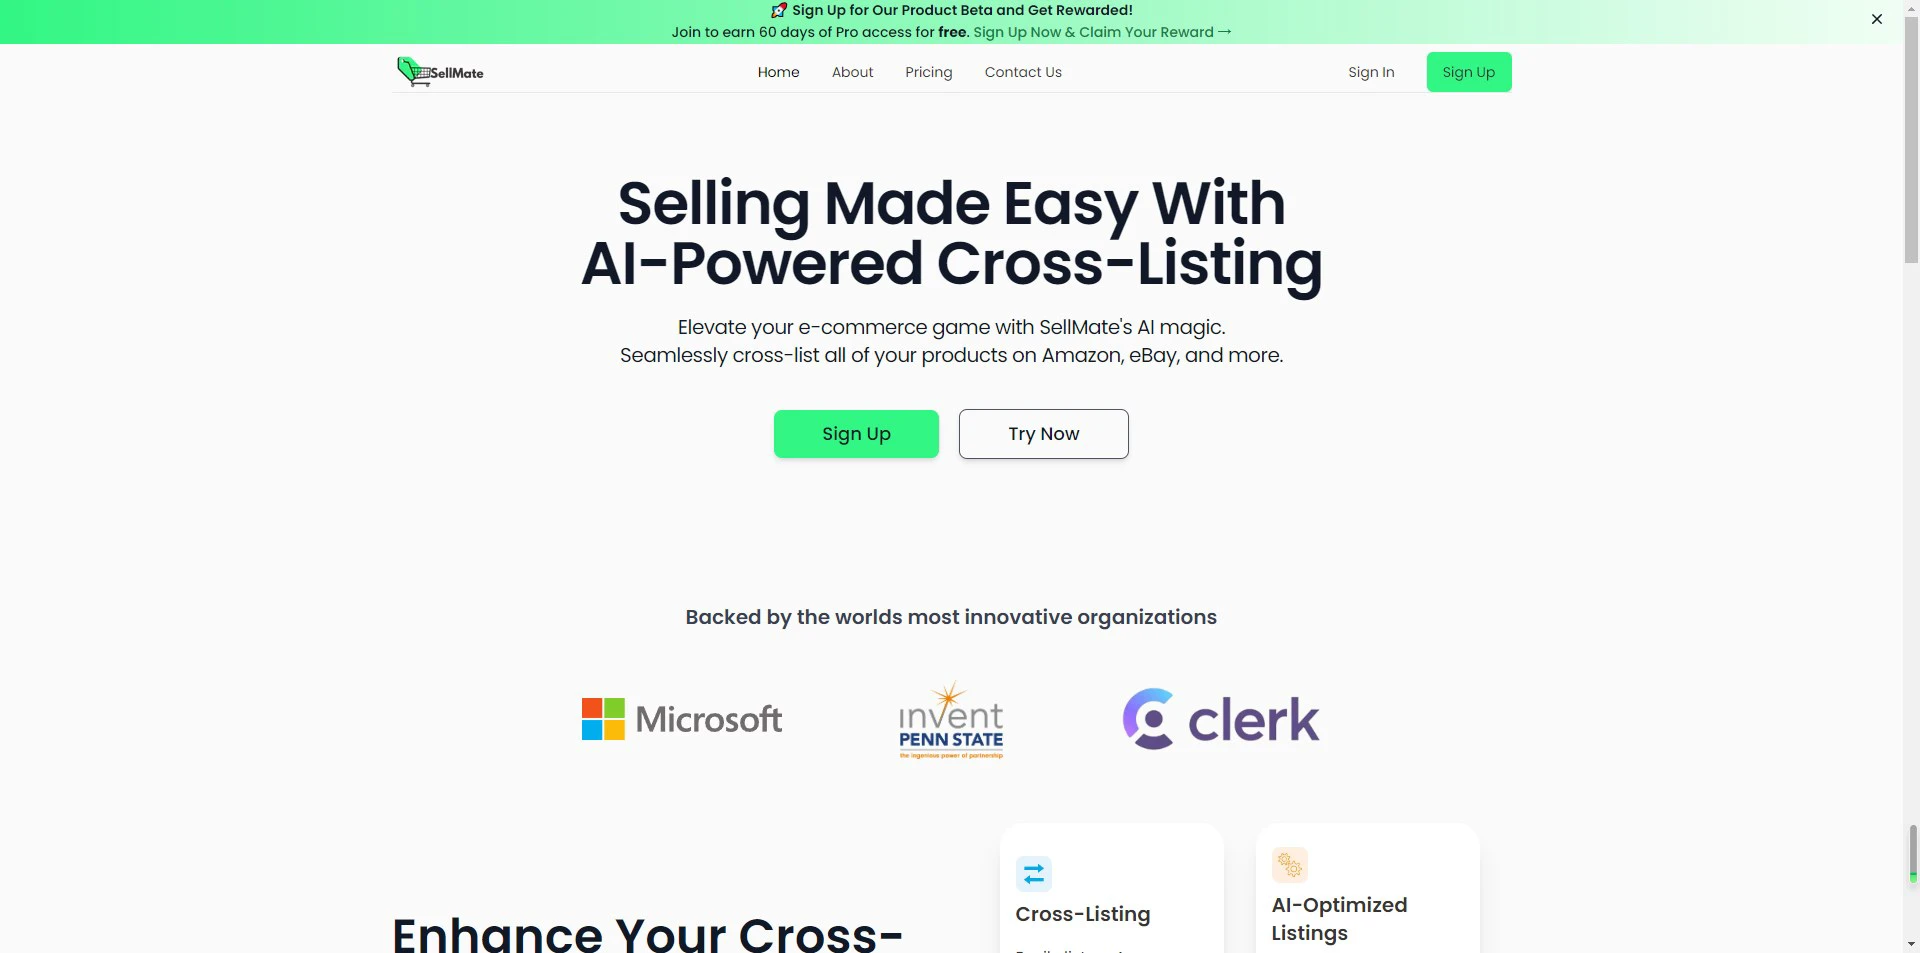 🚀 Sign Up for Our Product Beta and Get Rewarded!
Join to earn 60 days of Pro access for free. Sign Up Now & Claim Your Reward →
SellMate
Home About Pricing Contact Us Sign In Sign Up
Selling Made Easy With
AI-Powered Cross-Listing
Elevate your e-commerce game with SellMate's AI magic.
Seamlessly cross-list all of your products on Amazon, eBay, and more.
Sign Up Try Now
Backed by the worlds most innovative organizations
Microsoft
invent
PENN STATE
the ingenious power of partnership
clerk
Enhance Your Cross-
Cross-Listing
AI-Optimized
Listings